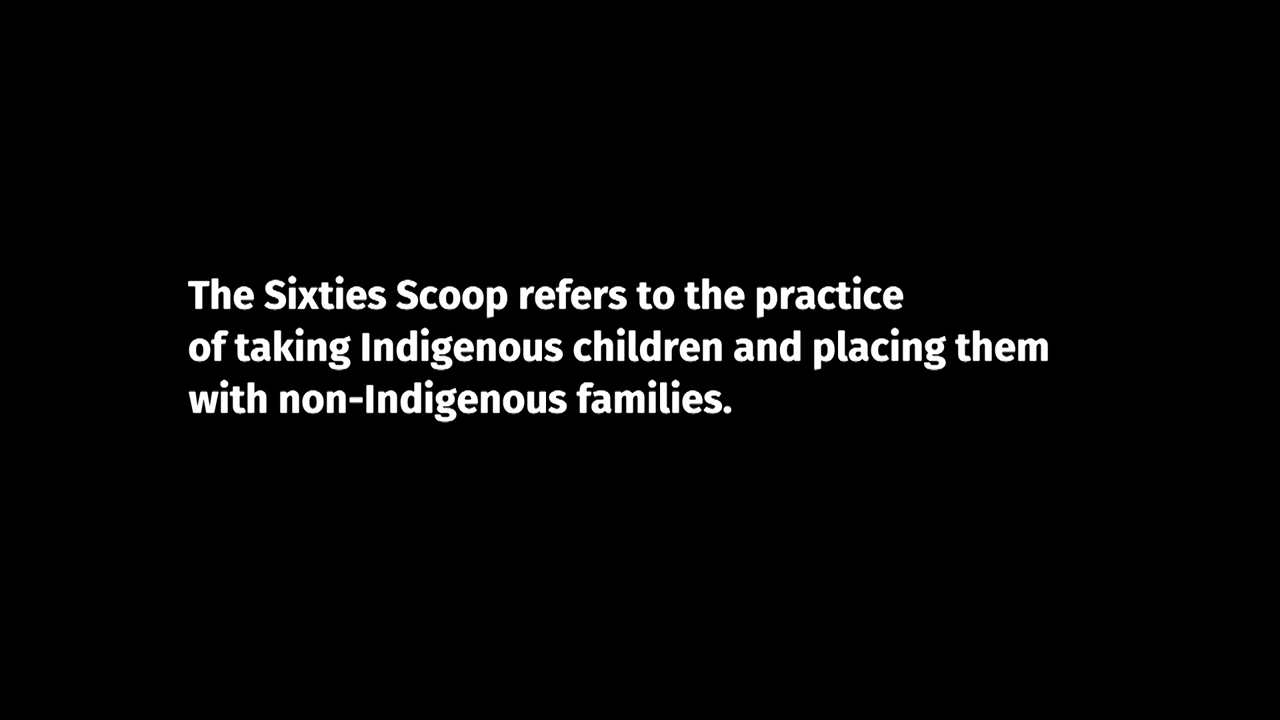 The Sixties Scoop refers to the practice
of taking Indigenous children and placing them
with non-Indigenous families.